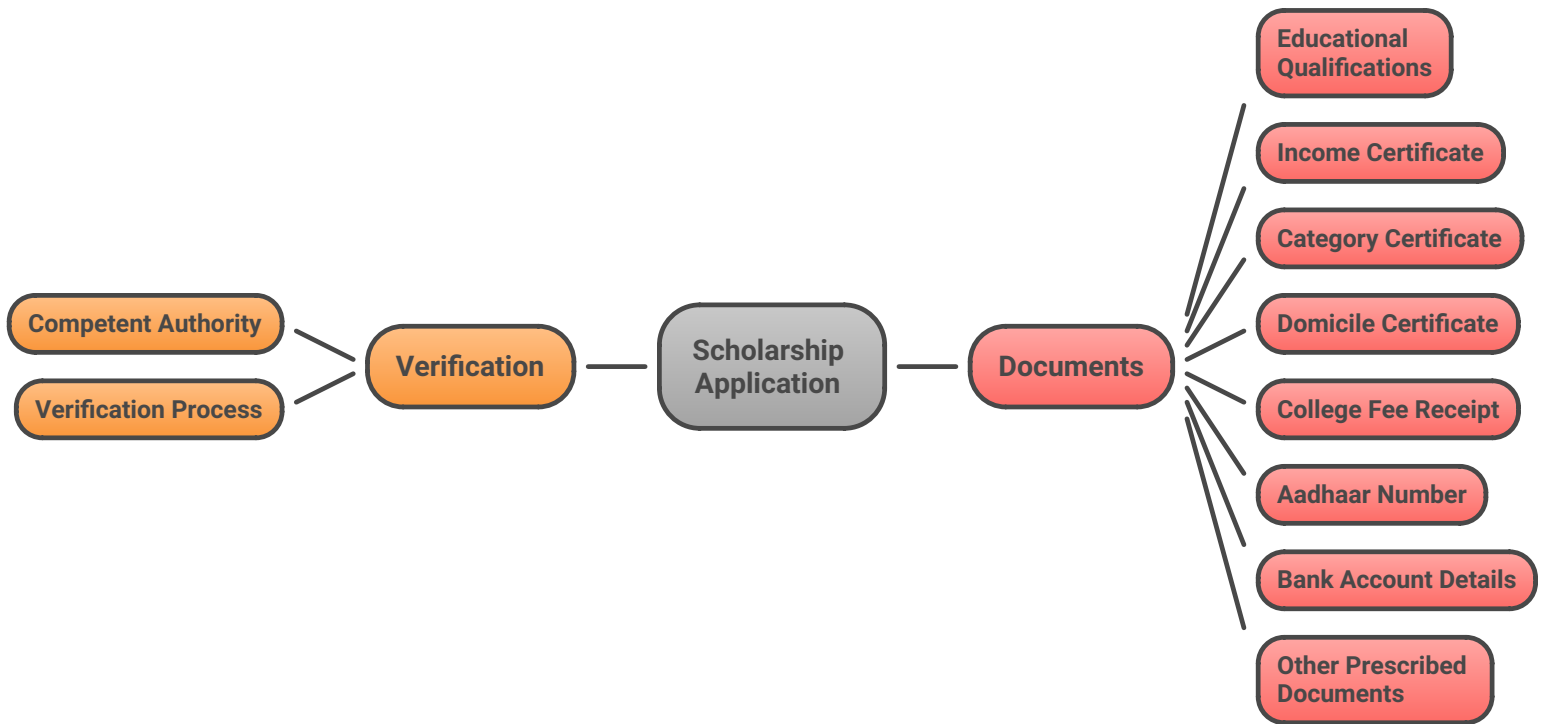 Educational
Qualifications
Income Certificate
Category Certificate
Domicile Certificate
College Fee Receipt
Aadhaar Number
Bank Account Details
Other Prescribed
Documents
Documents
Scholarship
Application
Verification
Competent Authority
Verification Process